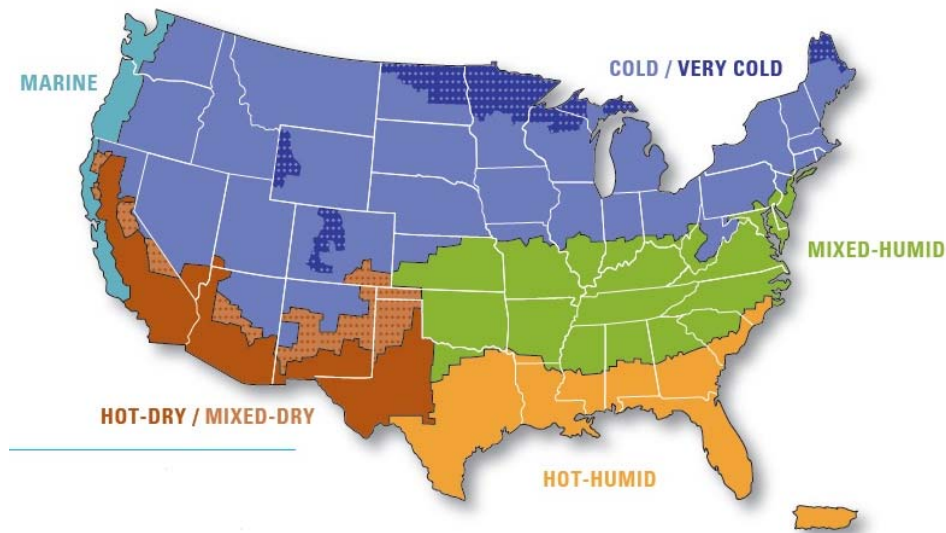 MARINE
COLD / VERY COLD
MIXED-HUMID
HOT-DRY / MIXED-DRY
HOT-HUMID